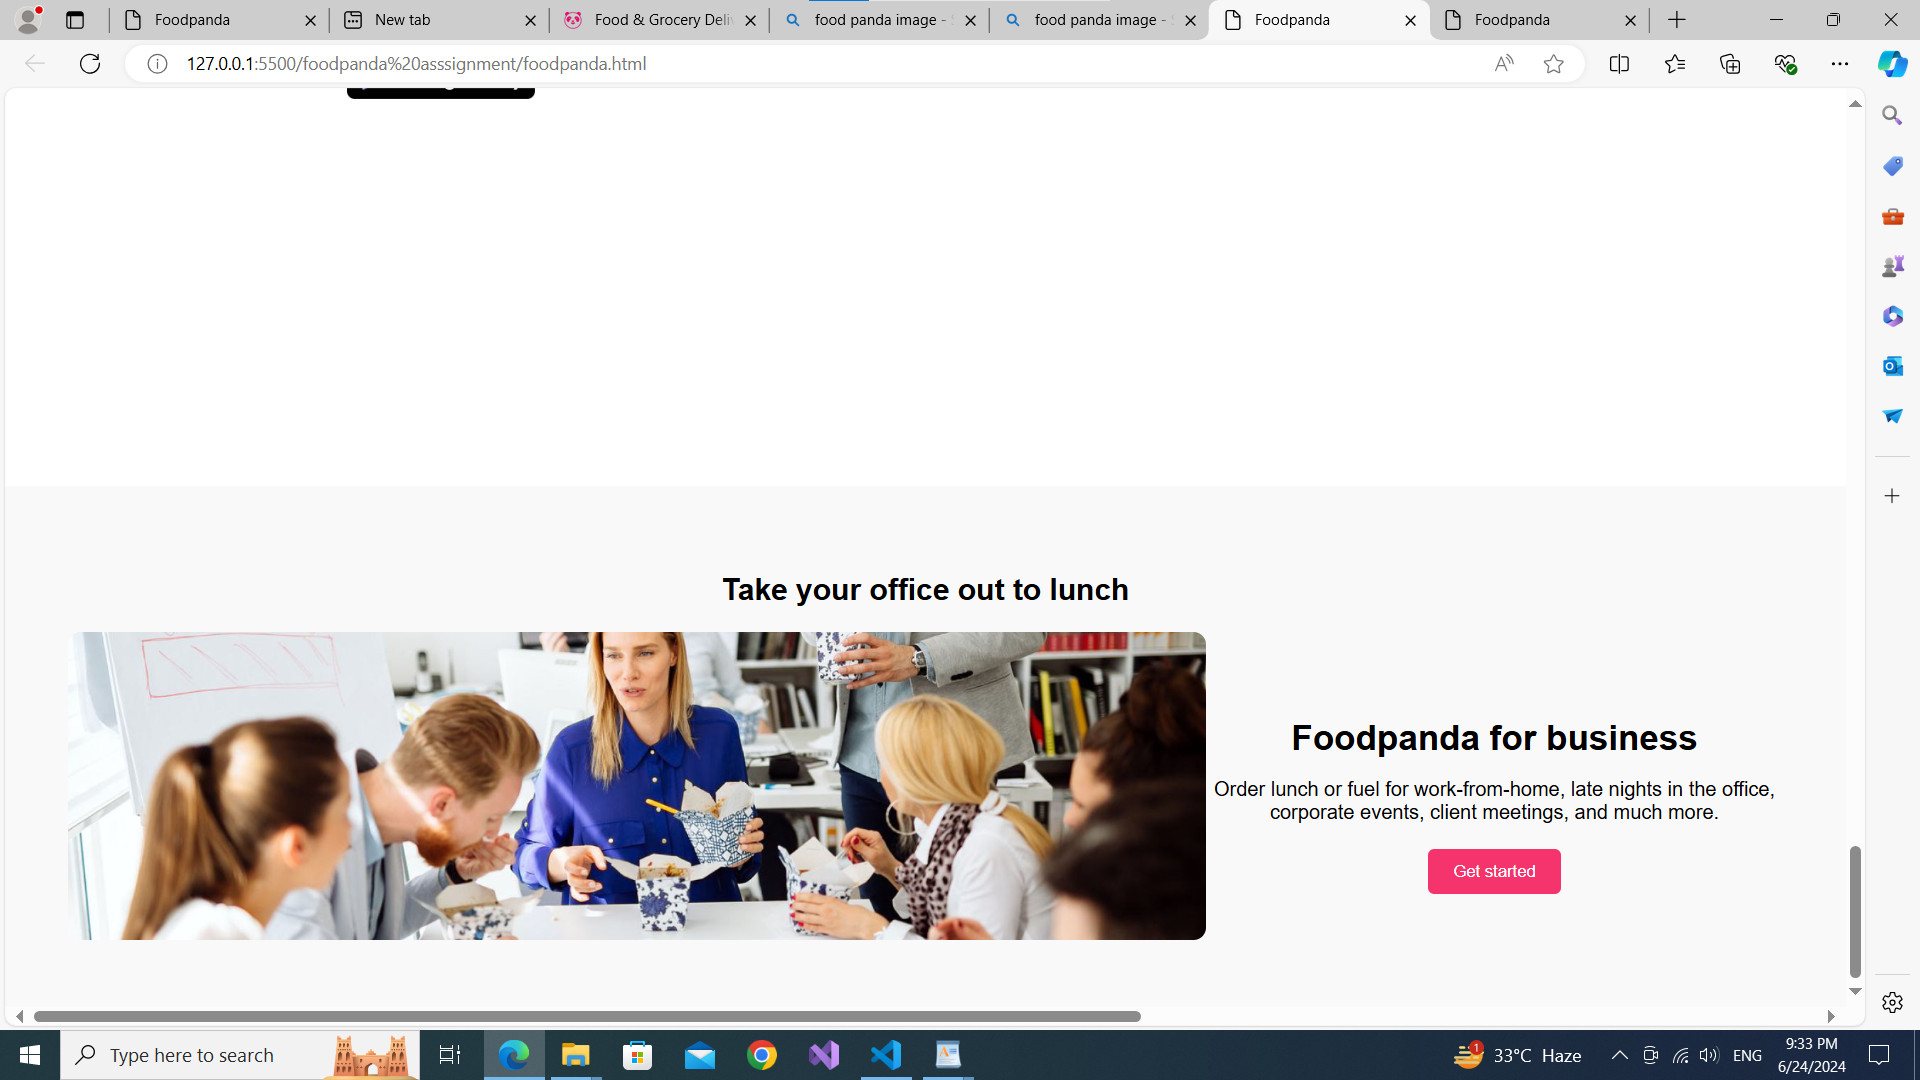 Foodpanda
New tab
Food & Grocery Deliv
food panda image - S
food panda image - S
Foodpanda
Foodpanda
127.0.0.1:5500/foodpanda%20asssignment/foodpanda.html
Take your office out to lunch
Foodpanda for business
Order lunch or fuel for work-from-home, late nights in the office,
corporate events, client meetings, and much more.
Get started
Type here to search
1
33°C Haze
ENG
9:33 PM
6/24/2024